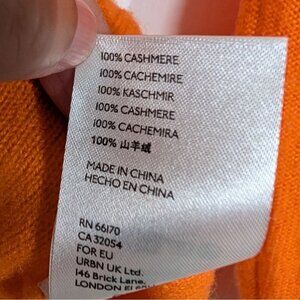 100% CASHMERE
100% CACHEMIRE
100% KASCHMIR
100% CASHMERE
100% CACHEMIRA
100% 山羊绒
MADE IN CHINA
HECHO EN CHINA
RN 66170
CA 32054
FOR EU
URBN UK Ltd.
146 Brick Lane,
LONDON